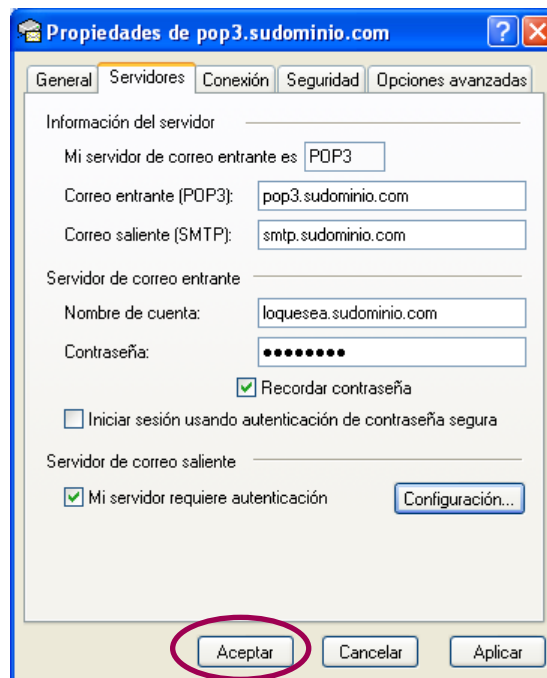 Propiedades de pop3.sudominio.com
General Servidores Conexión Seguridad Opciones avanzadas
Información del servidor
Mi servidor de correo entrante es POP3
Correo entrante (POP3): pop3.sudominio.com
Correo saliente (SMTP): smtp.sudominio.com
Servidor de correo entrante
Nombre de cuenta: loquesea.sudominio.com
Contraseña: ●●●●●●●●
Recordar contraseña
Iniciar sesión usando autenticación de contraseña segura
Servidor de correo saliente
Mi servidor requiere autenticación Configuración...
Aceptar Cancelar Aplicar